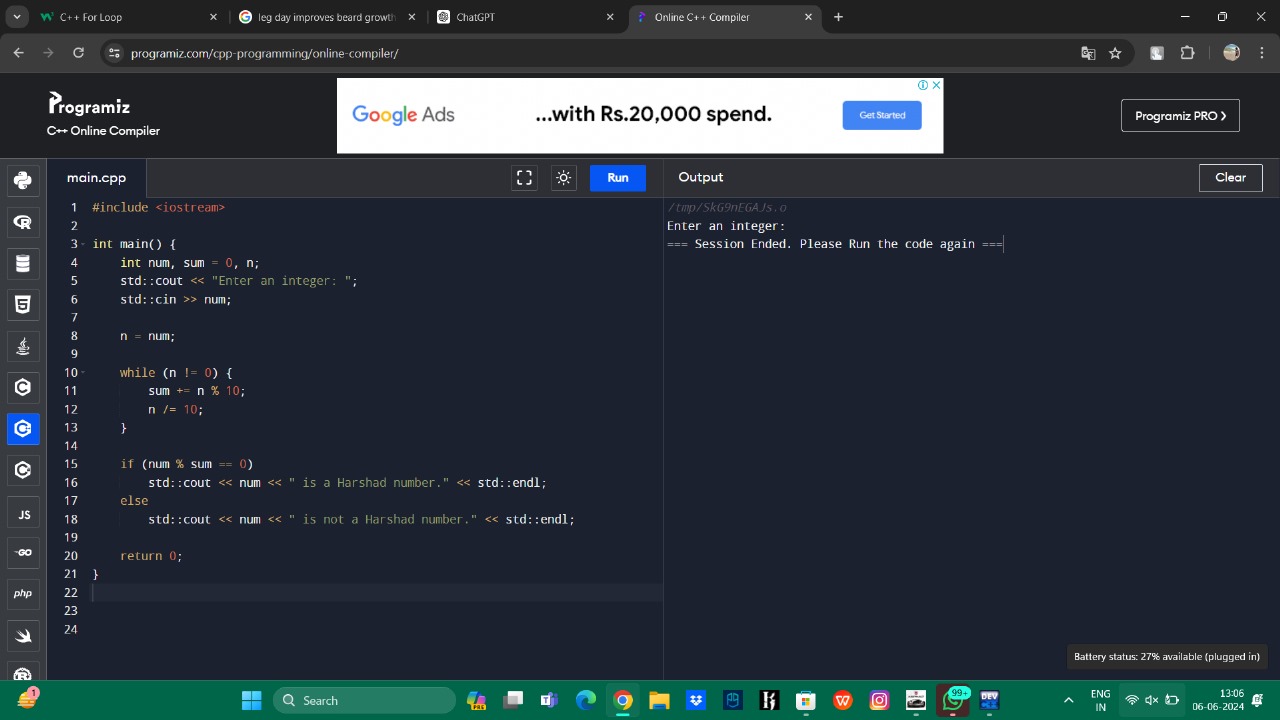 C++ For Loop
leg day improves beard growth
ChatGPT
Online C++ Compiler
programiz.com/cpp-programming/online-compiler/
Programiz
C++ Online Compiler
Google Ads
...with Rs.20,000 spend.
Get Started
Programiz PRO >
main.cpp
Run
Output
Clear
1 #include <iostream>
2
3 int main() {
4 int num, sum = 0, n;
5 std::cout << "Enter an integer: ";
6 std::cin >> num;
7
8 n = num;
9
10 while (n != 0) {
11 sum += n % 10;
12 n /= 10;
13 }
14
15 if (num % sum == 0)
16 std::cout << num << " is a Harshad number." << std::endl;
17 else
18 std::cout << num << " is not a Harshad number." << std::endl;
19
20 return 0;
21 }
22
23
24
/tmp/SkG9nEGAJs.o
Enter an integer:
=== Session Ended. Please Run the code again ===
JS
GO
php
Battery status: 27% available (plugged in)
1
Search
PRE
99+
DEV
ENG
IN
13:06
06-06-2024